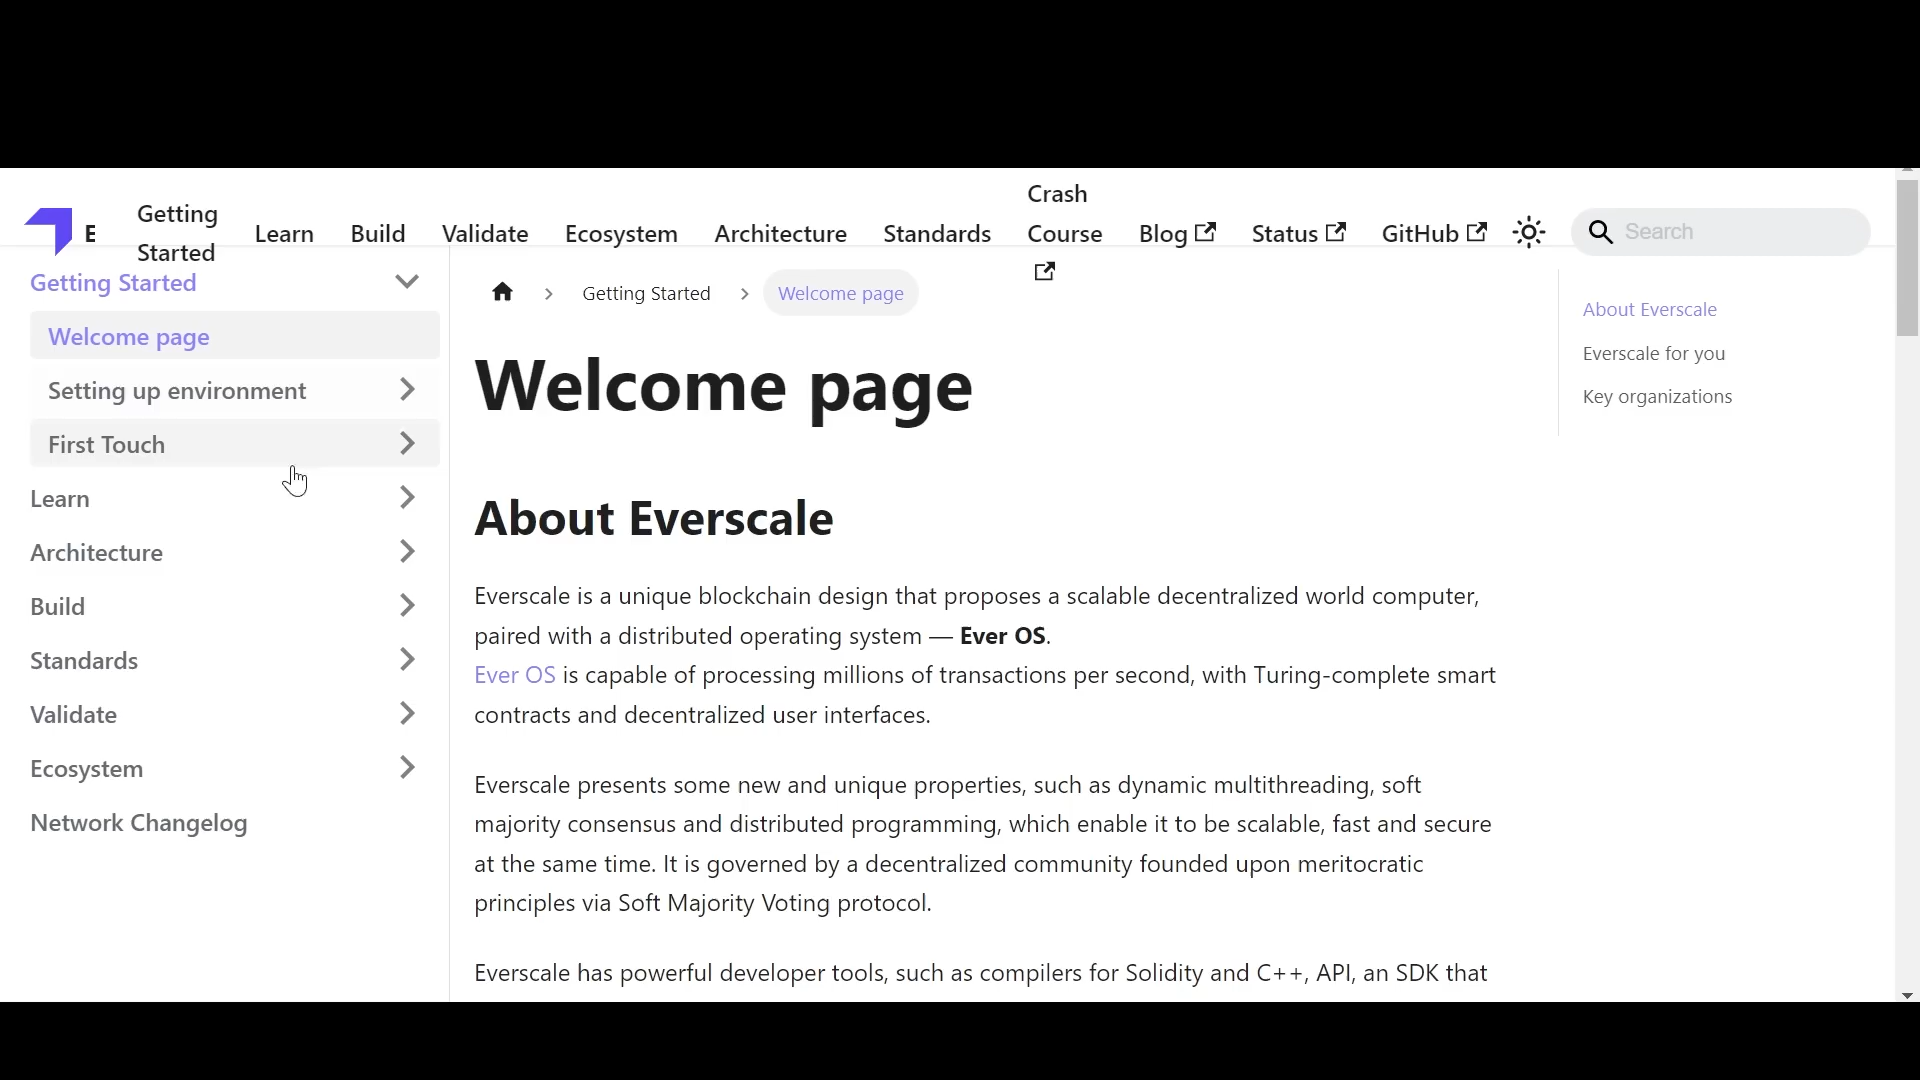 E
Getting
Started
Learn
Build
Validate
Ecosystem
Architecture
Standards
Crash
Course
Blog
Status
GitHub
Search
Getting Started
Welcome page
Setting up environment
First Touch
Learn
Architecture
Build
Standards
Validate
Ecosystem
Network Changelog
Getting Started
Welcome page
Welcome page
About Everscale
Everscale is a unique blockchain design that proposes a scalable decentralized world computer,
paired with a distributed operating system — Ever OS.
Ever OS is capable of processing millions of transactions per second, with Turing-complete smart
contracts and decentralized user interfaces.
Everscale presents some new and unique properties, such as dynamic multithreading, soft
majority consensus and distributed programming, which enable it to be scalable, fast and secure
at the same time. It is governed by a decentralized community founded upon meritocratic
principles via Soft Majority Voting protocol.
Everscale has powerful developer tools, such as compilers for Solidity and C++, API, an SDK that
About Everscale
Everscale for you
Key organizations